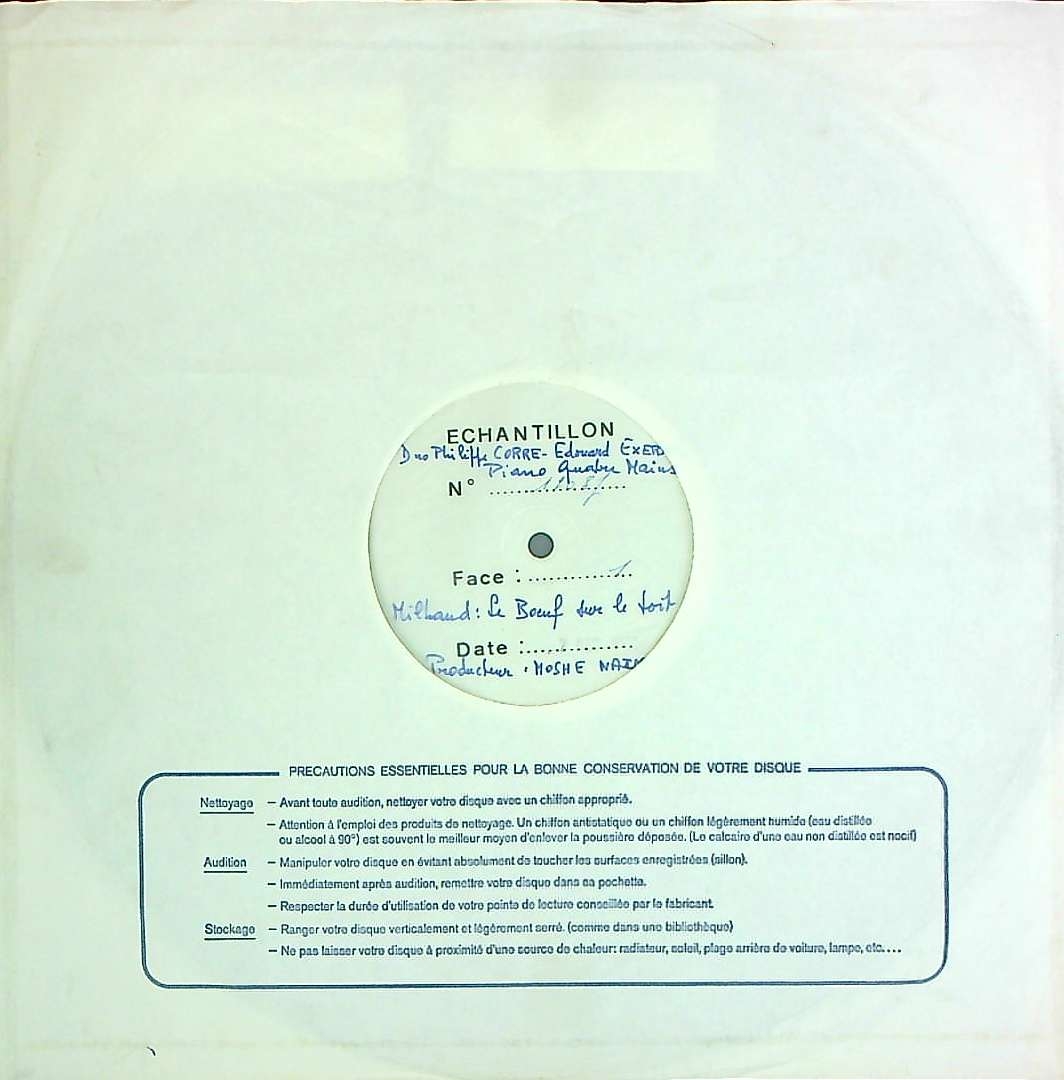 ECHANTILLON
Duo Philippe CORRE - Edouard EXER
Piano Quatre Mains
N° ..................
Face : ............... 1
Milhaud : Le Bœuf sur le toit
Date : ................
Producteur : MOSHE NAIM
PRECAUTIONS ESSENTIELLES POUR LA BONNE CONSERVATION DE VOTRE DISQUE
Nettoyage – Avant toute audition, nettoyer votre disque avec un chiffon approprié.
– Attention à l'emploi des produits de nettoyage. Un chiffon antistatique ou un chiffon légèrement humide (eau distillée
ou alcool à 90°) est souvent le meilleur moyen d'enlever la poussière déposée. (Le calcaire d'une eau non distillée est nocif)
Audition – Manipuler votre disque en évitant absolument de toucher les surfaces enregistrées (sillon).
– Immédiatement après audition, remettre votre disque dans sa pochette.
– Respecter la durée d'utilisation de votre pointe de lecture conseillée par le fabricant.
Stockage – Ranger votre disque verticalement et légèrement serré. (comme dans une bibliothèque)
– Ne pas laisser votre disque à proximité d'une source de chaleur: radiateur, soleil, plage arrière de voiture, lampe, etc....